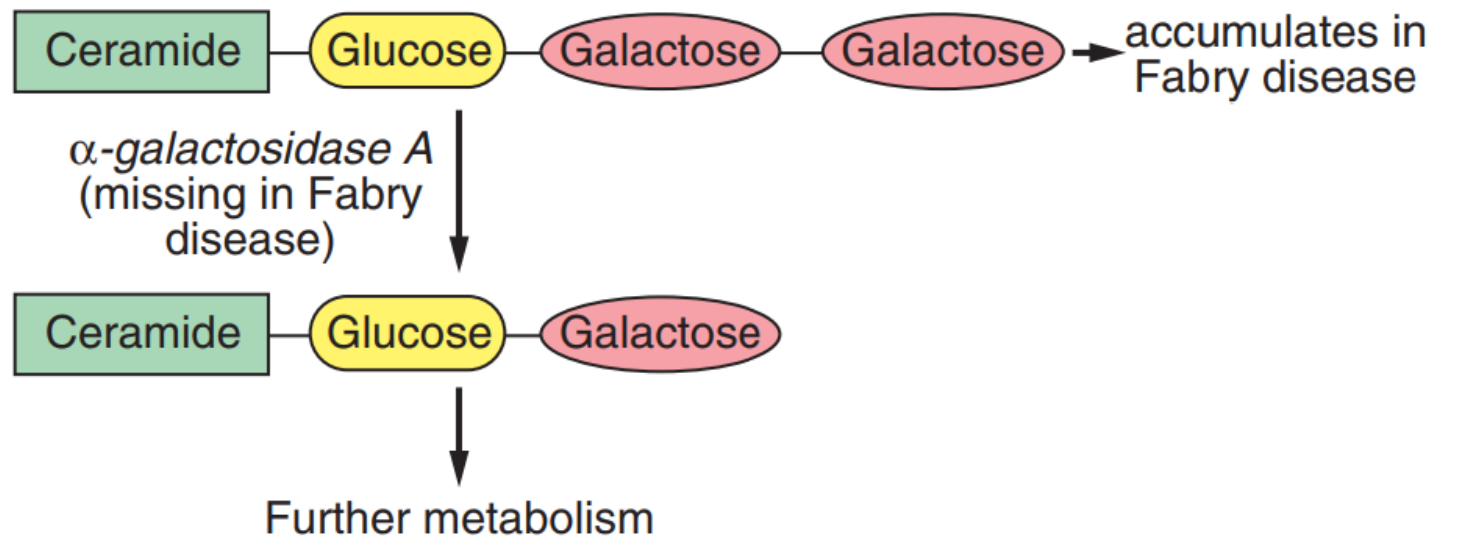 Ceramide Glucose Galactose Galactose accumulates in
Fabry disease
α-galactosidase A
(missing in Fabry
disease)
Ceramide Glucose Galactose
Further metabolism